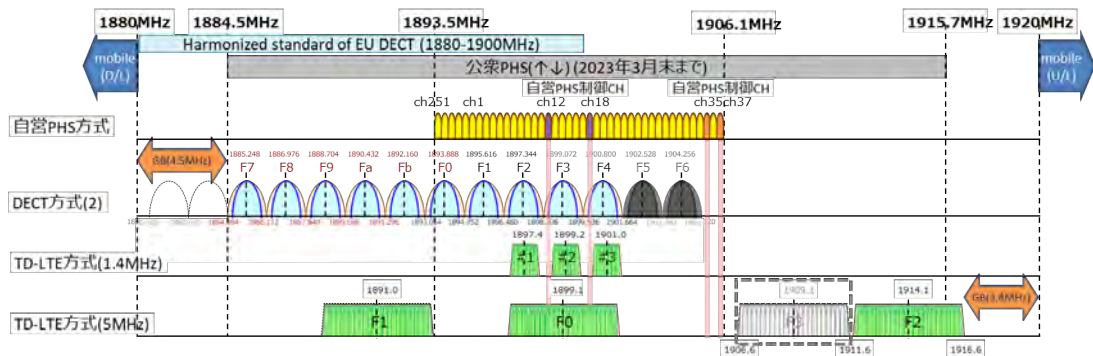 1880MHz 1884.5MHz 1893.5MHz 1906.1MHz 1915.7MHz 1920MHz
Harmonized standard of EU DECT (1880-1900MHz)
mobile
(D/L)
公衆PHS(↑↓)(2023年3月末まで)
mobile
(U/L)
自営PHS制御CH 自営PHS制御CH
ch251 ch1 ch12 ch18 ch35 ch37
自営PHS方式
GB(4.5MHz)
1885.248 1886.976 1888.704 1890.432 1892.160 1893.888 1895.616 1897.344 1899.072 1900.800 1902.528 1904.256
F7 F8 F9 Fa Fb F0 F1 F2 F3 F4 F5 F6
DECT方式(2)
1897.4 1899.2 1901.0
#1 #2 #3
TD-LTE方式(1.4MHz)
1891.0 1899.1 1909.1 1914.1
F1 F0 F3 F2
TD-LTE方式(5MHz)
1906.6 1911.6 1916.6